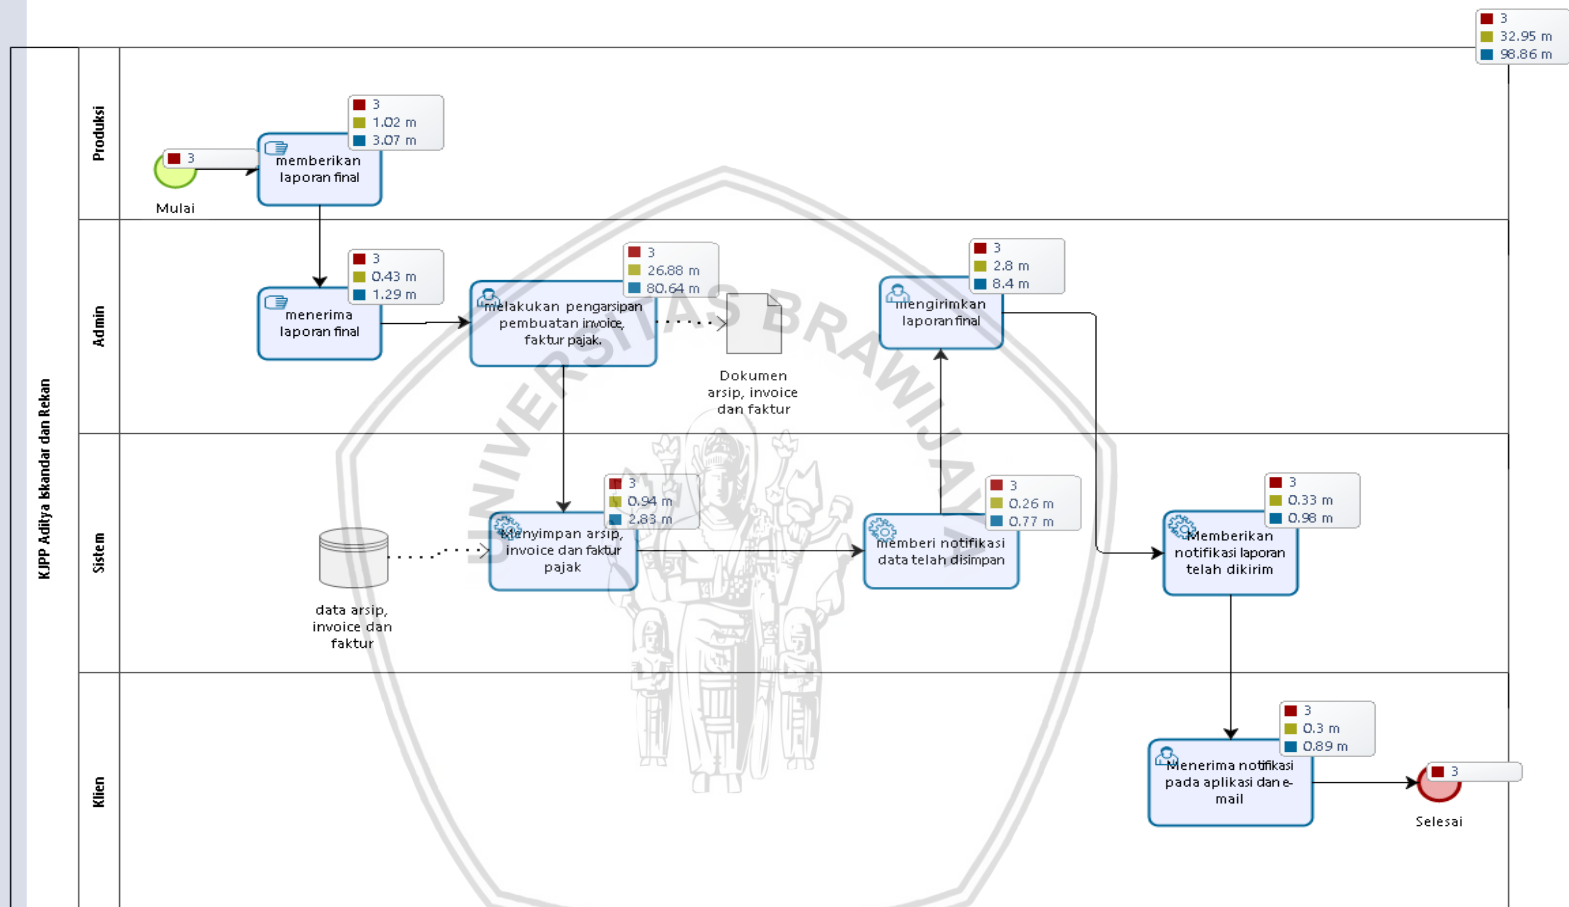 3
32.95 m
98.86 m
KJPP Aditya Iskandar dan Rekan
Produksi
3
Mulai
memberikan
laporan final
3
1.02 m
3.07 m
Admin
menerima
laporan final
3
0.43 m
1.29 m
melakukan pengarsipan
pembuatan invoice,
faktur pajak.
3
26.88 m
80.64 m
Dokumen
arsip, invoice
dan faktur
mengirimkan
laporan final
3
2.8 m
8.4 m
UNIVERSITAS BRAWIJAYA
Sistem
data arsip,
invoice dan
faktur
Menyimpan arsip,
invoice dan faktur
pajak
3
0.94 m
2.83 m
memberi notifikasi
data telah disimpan
3
0.26 m
0.77 m
Memberikan
notifikasi laporan
telah dikirim
3
0.33 m
0.98 m
Klien
Menerima notifikasi
pada aplikasi dan e-
mail
3
0.3 m
0.89 m
3
Selesai